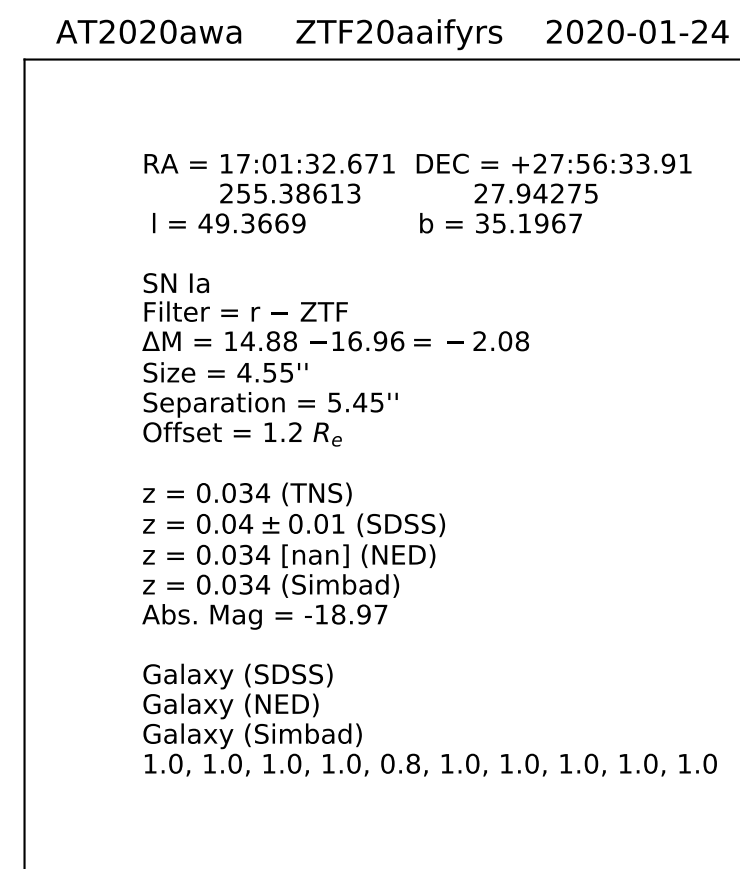 AT2020awa ZTF20aaifyrs 2020-01-24
RA = 17:01:32.671 DEC = +27:56:33.91
255.38613 27.94275
l = 49.3669 b = 35.1967
SN Ia
Filter = r − ZTF
ΔM = 14.88 −16.96 = − 2.08
Size = 4.55''
Separation = 5.45''
Offset = 1.2 Rₑ
z = 0.034 (TNS)
z = 0.04 ± 0.01 (SDSS)
z = 0.034 [nan] (NED)
z = 0.034 (Simbad)
Abs. Mag = -18.97
Galaxy (SDSS)
Galaxy (NED)
Galaxy (Simbad)
1.0, 1.0, 1.0, 1.0, 0.8, 1.0, 1.0, 1.0, 1.0, 1.0